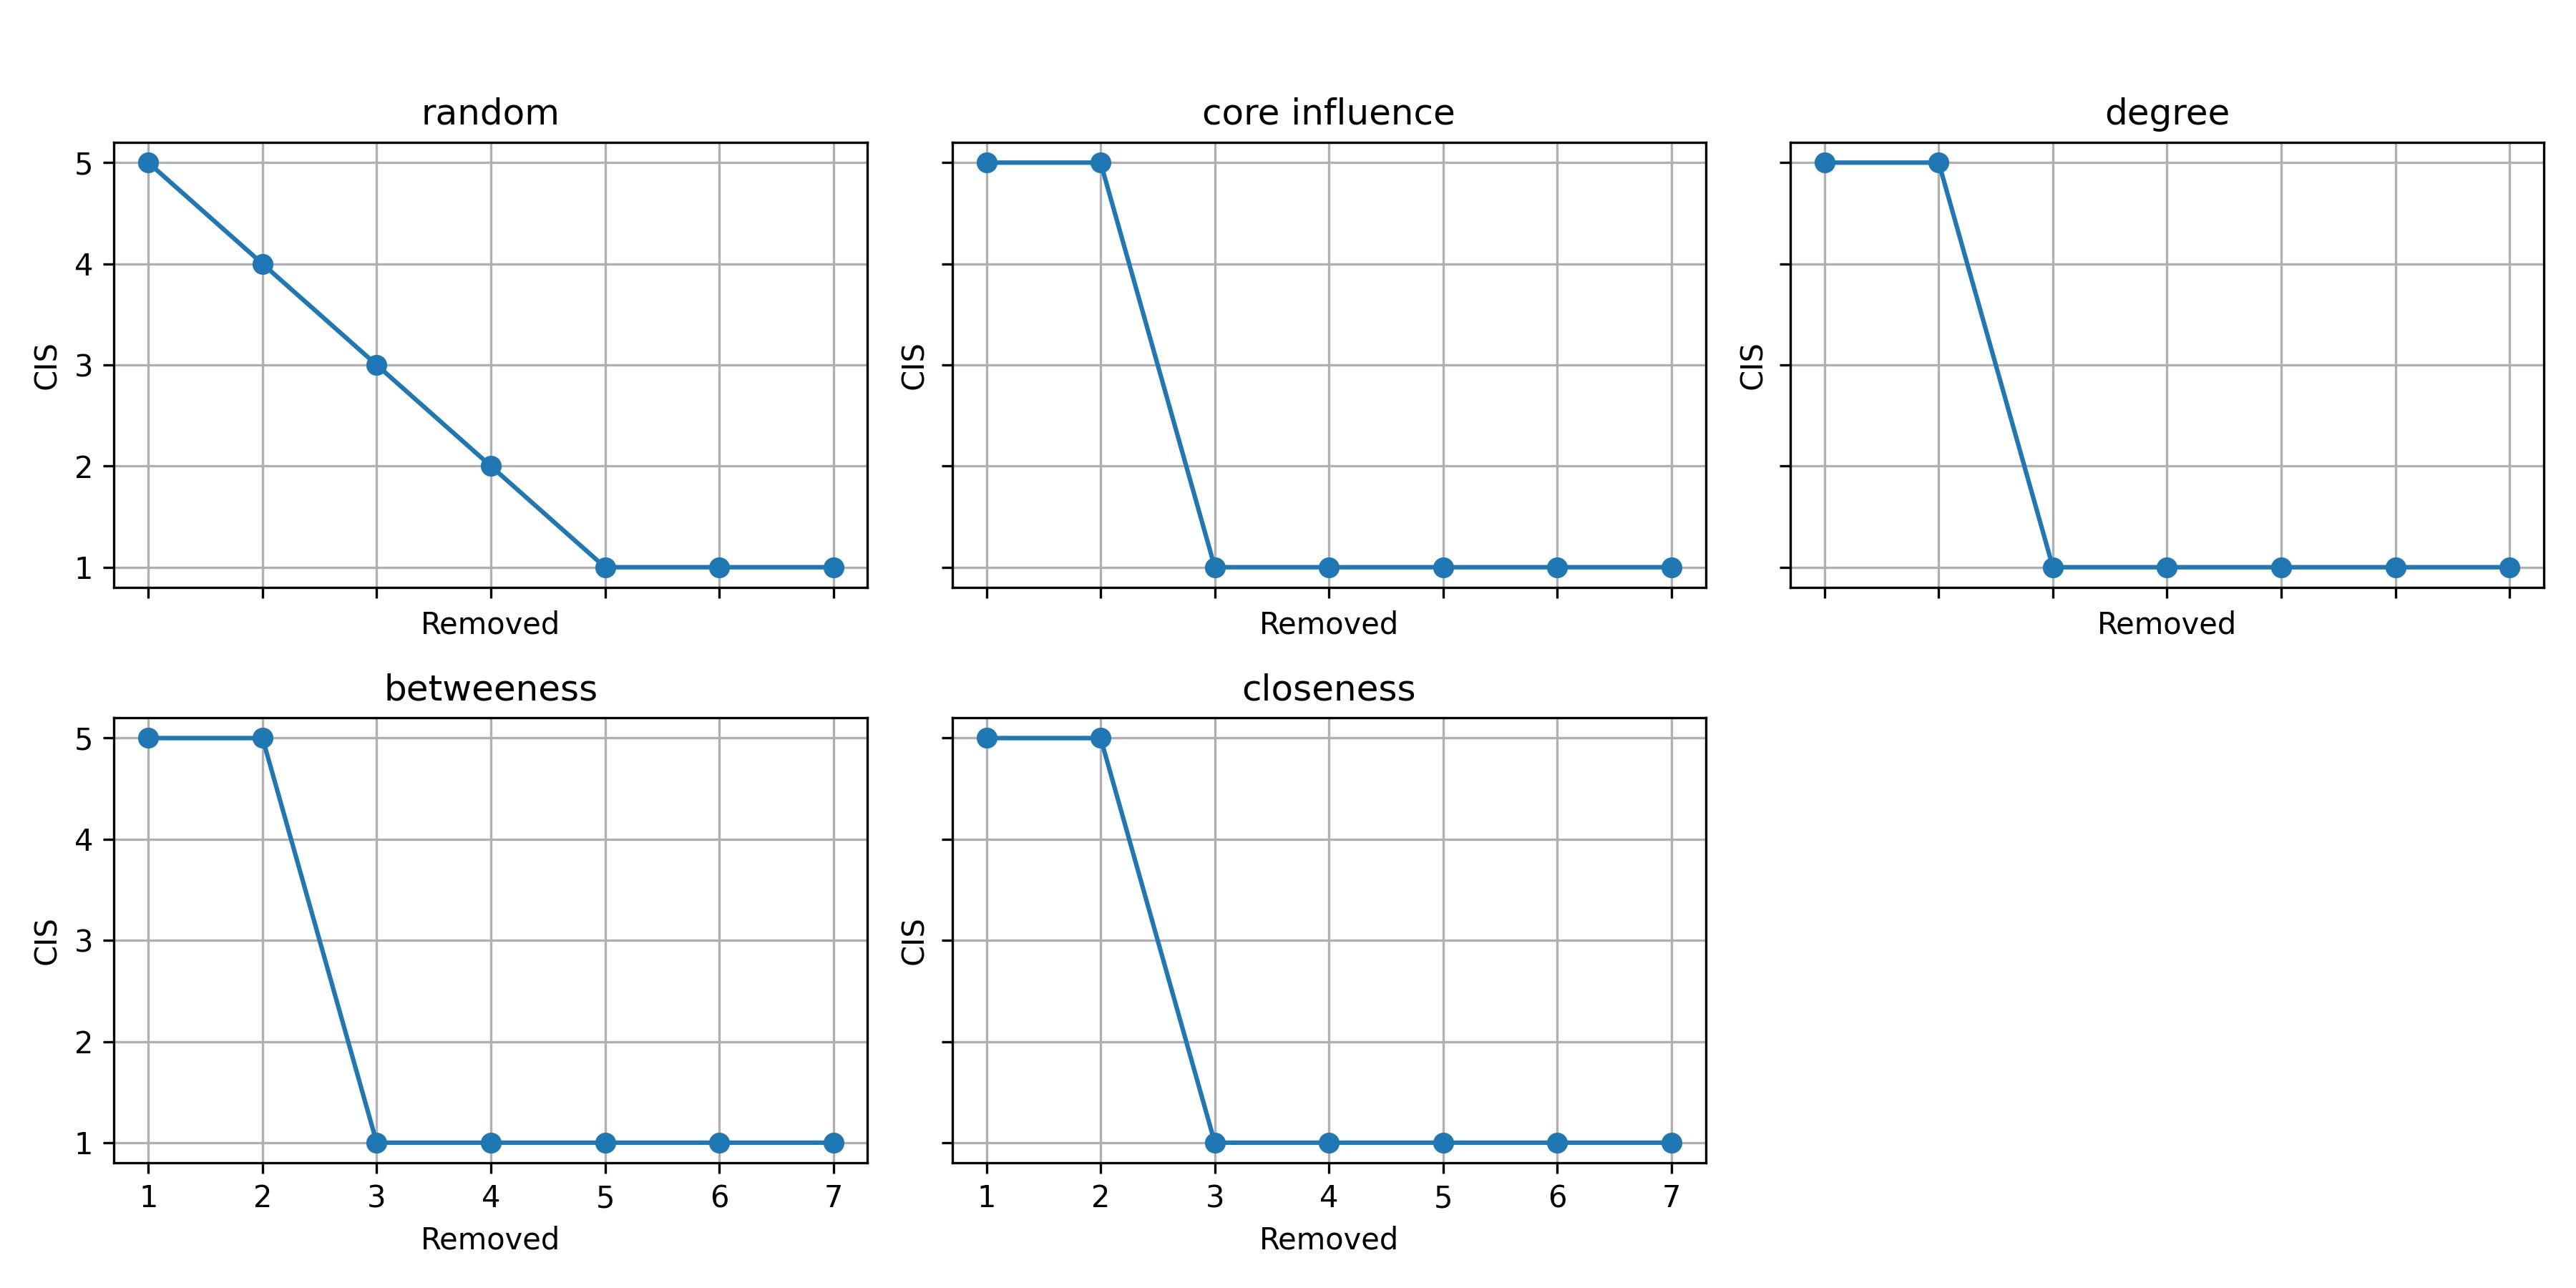 random
5
4
3
2
1
CIS
Removed
core influence
CIS
Removed
degree
CIS
Removed
betweeness
5
4
3
2
1
CIS
1 2 3 4 5 6 7
Removed
closeness
CIS
1 2 3 4 5 6 7
Removed